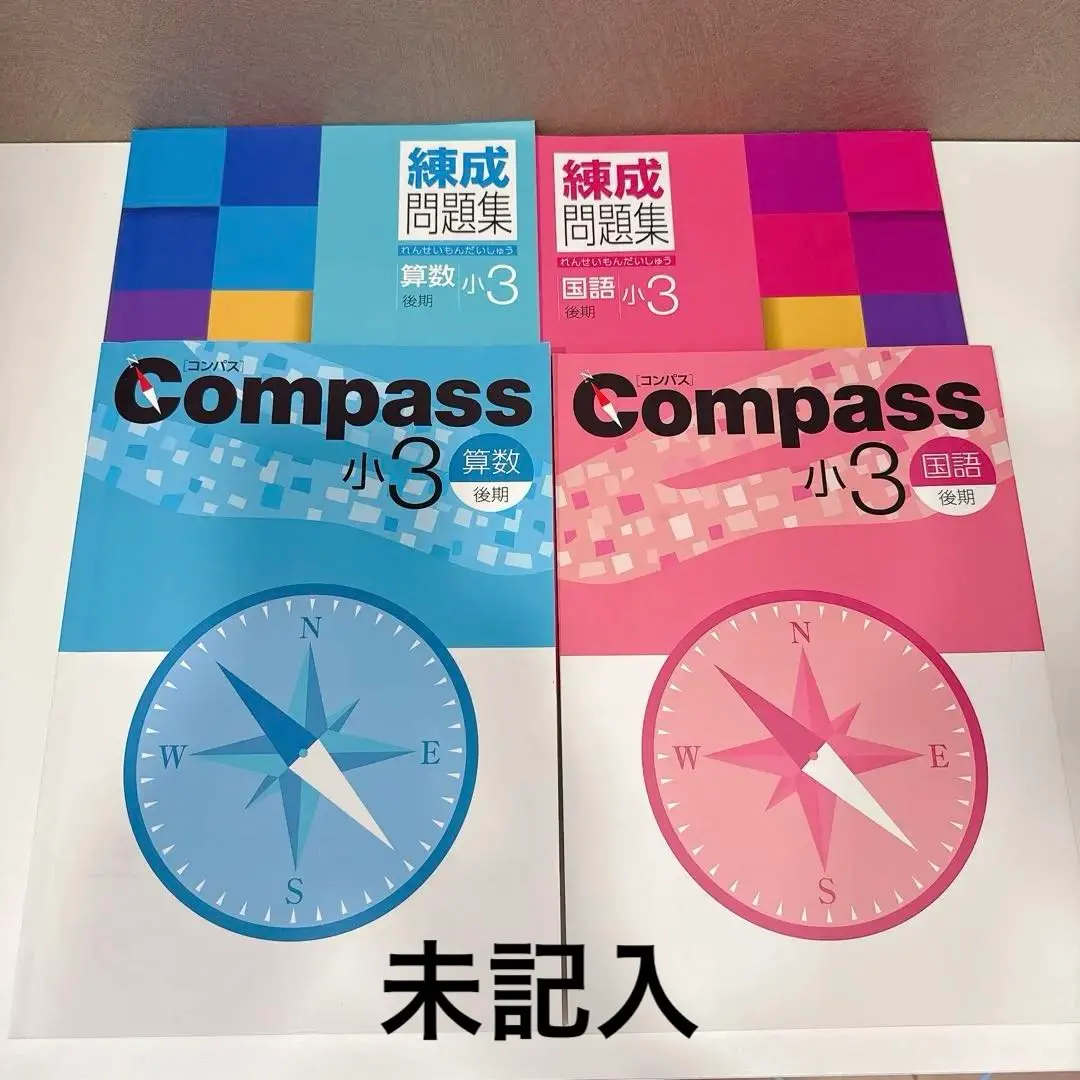 練成
問題集
れんせいもんだいしゅう
算数 小3
後期
練成
問題集
れんせいもんだいしゅう
国語 小3
後期
N
[コンパス]
Compass
小3 算数
後期
N
W E
S
N
[コンパス]
Compass
小3 国語
後期
N
W E
S
未記入